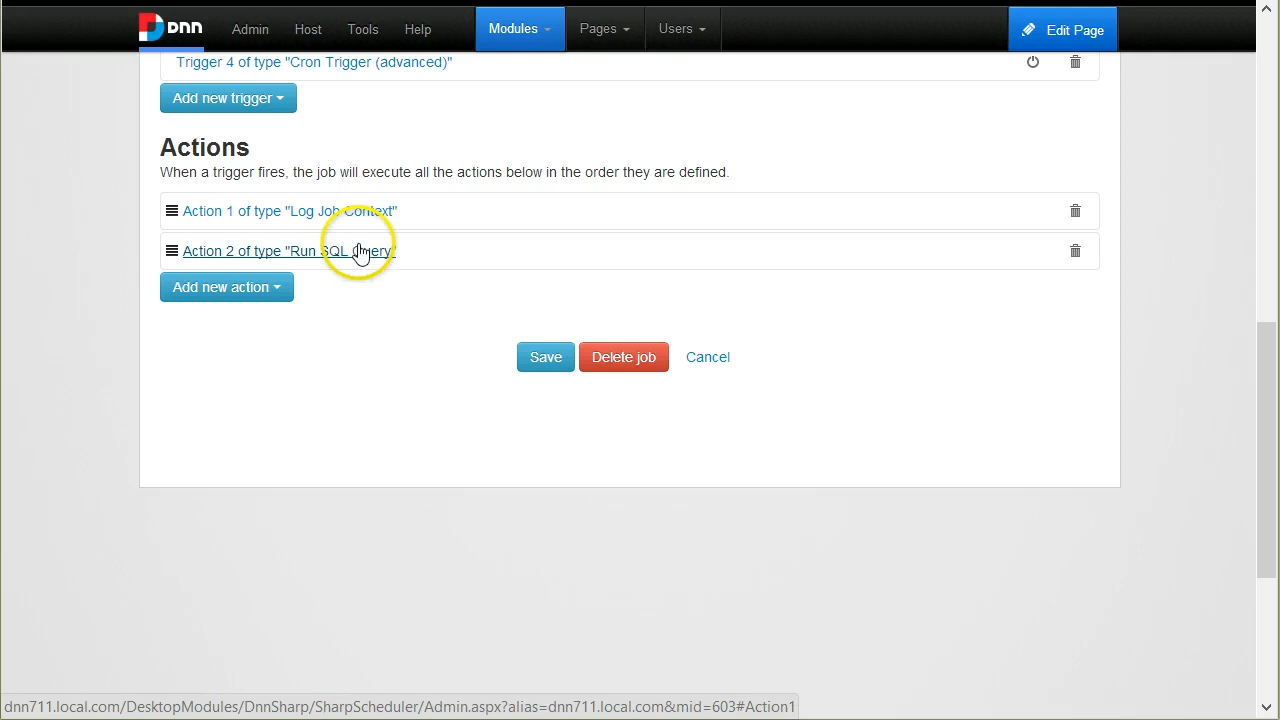 dnn Admin Host Tools Help Modules Pages Users Edit Page
Trigger 4 of type "Cron Trigger (advanced)"
Add new trigger
Actions
When a trigger fires, the job will execute all the actions below in the order they are defined.
Action 1 of type "Log Job Context"
Action 2 of type "Run SQL Query"
Add new action
Save Delete job Cancel
dnn711.local.com/DesktopModules/DnnSharp/SharpScheduler/Admin.aspx?alias=dnn711.local.com&mid=603#Action1